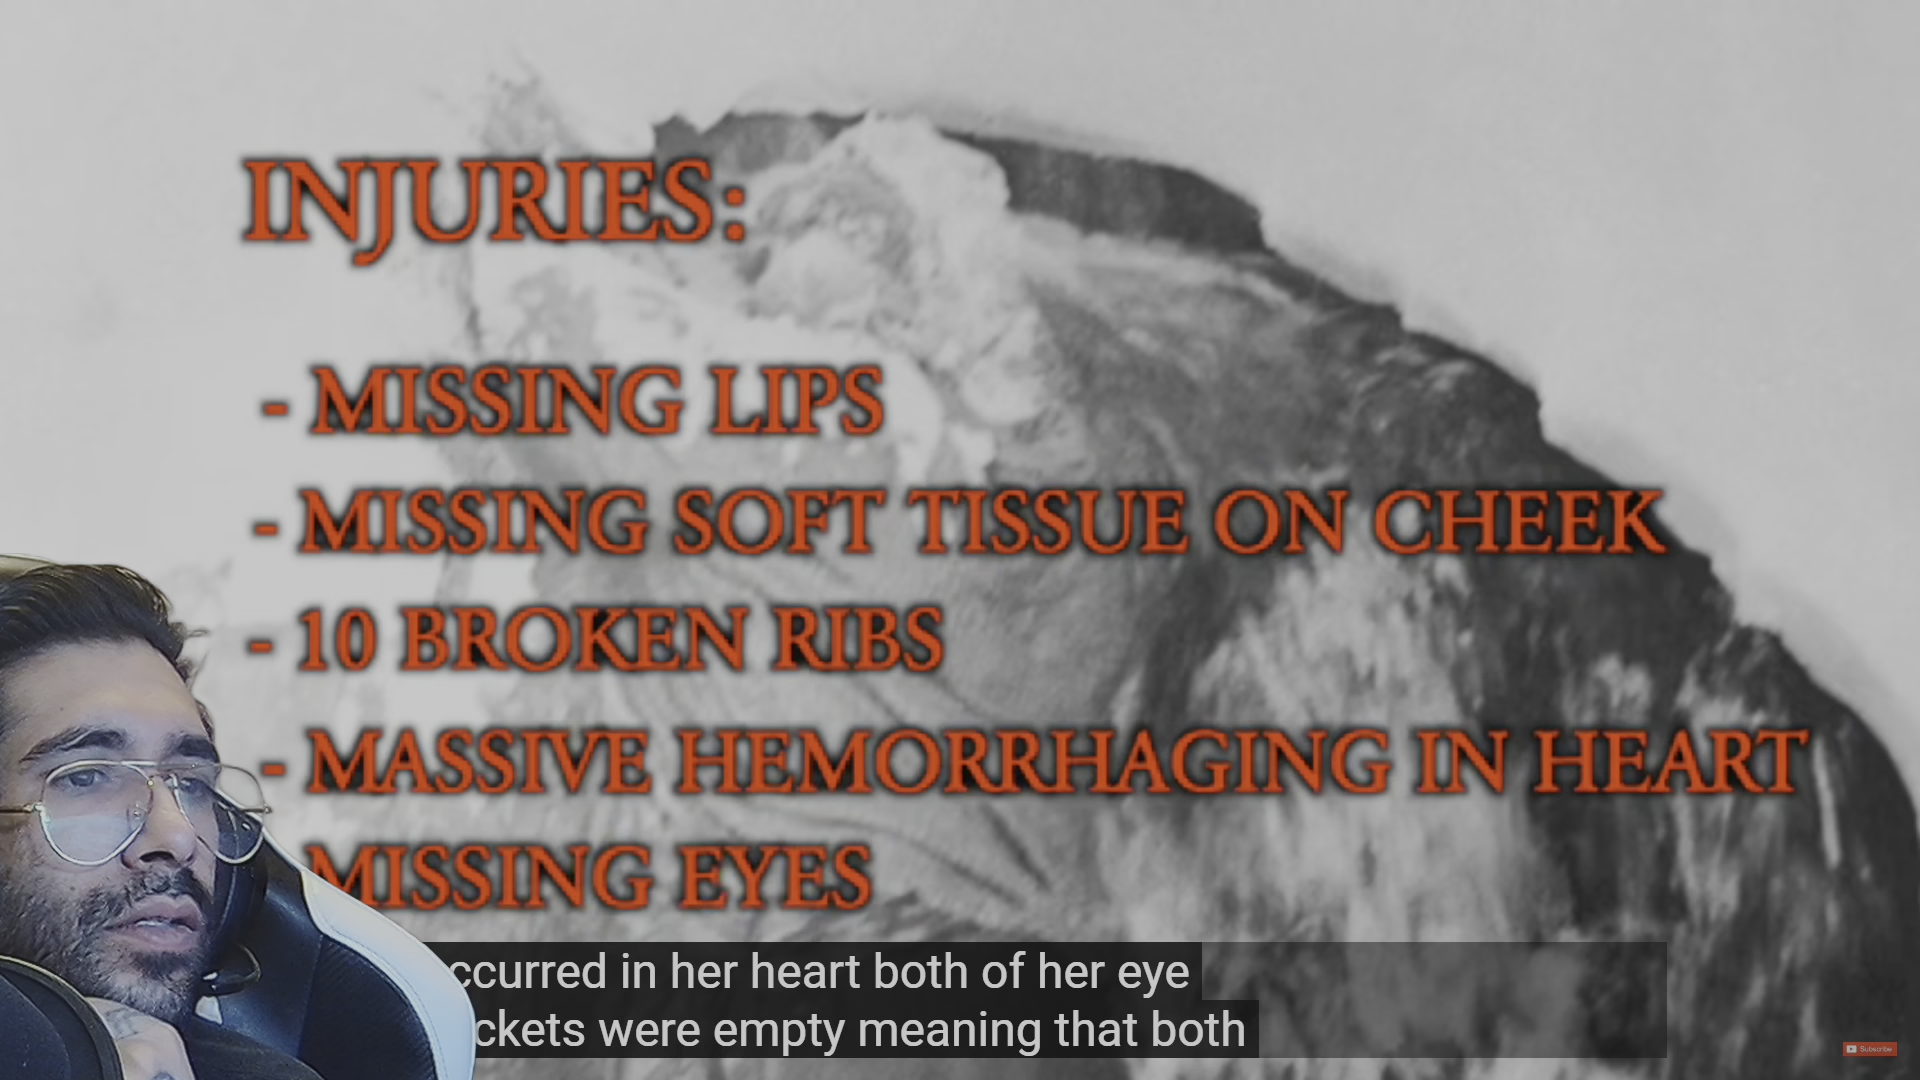 INJURIES:
- MISSING LIPS
- MISSING SOFT TISSUE ON CHEEK
- 10 BROKEN RIBS
- MASSIVE HEMORRHAGING IN HEART
MISSING EYES
ccurred in her heart both of her eye
ckets were empty meaning that both
Subscribe